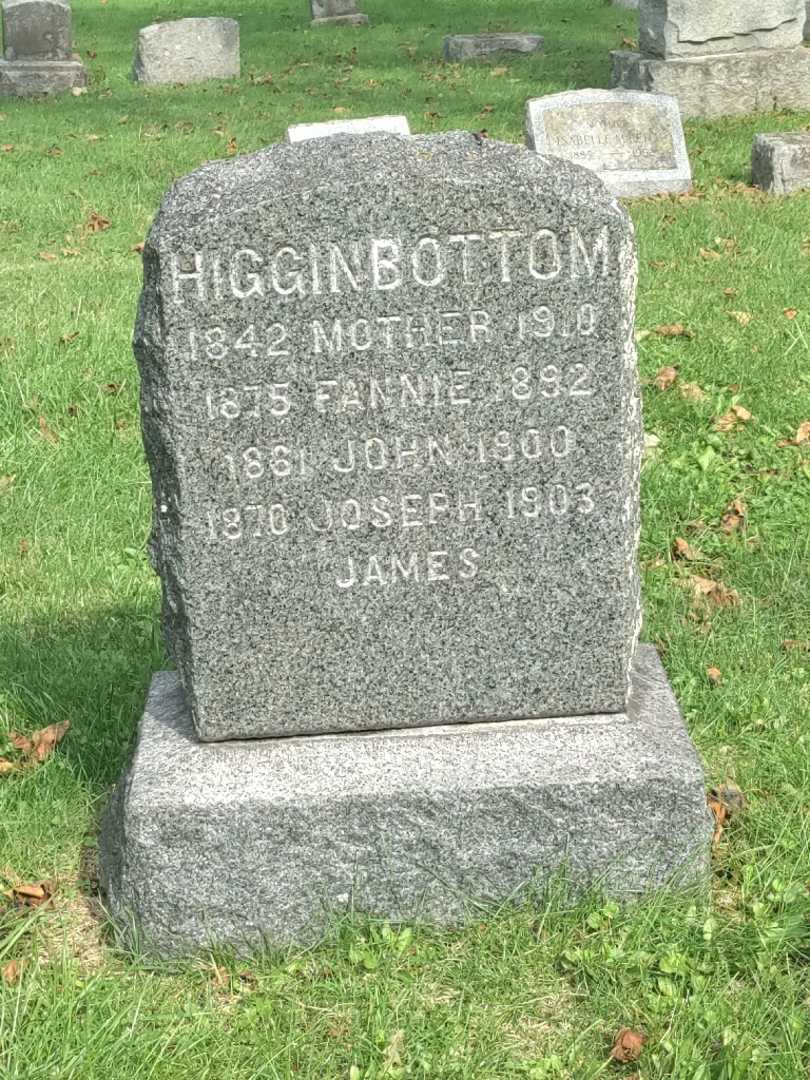 HIGGINBOTTOM
1842 MOTHER 1910
1875 FANNIE 1892
1881 JOHN 1900
1870 JOSEPH 1903
JAMES